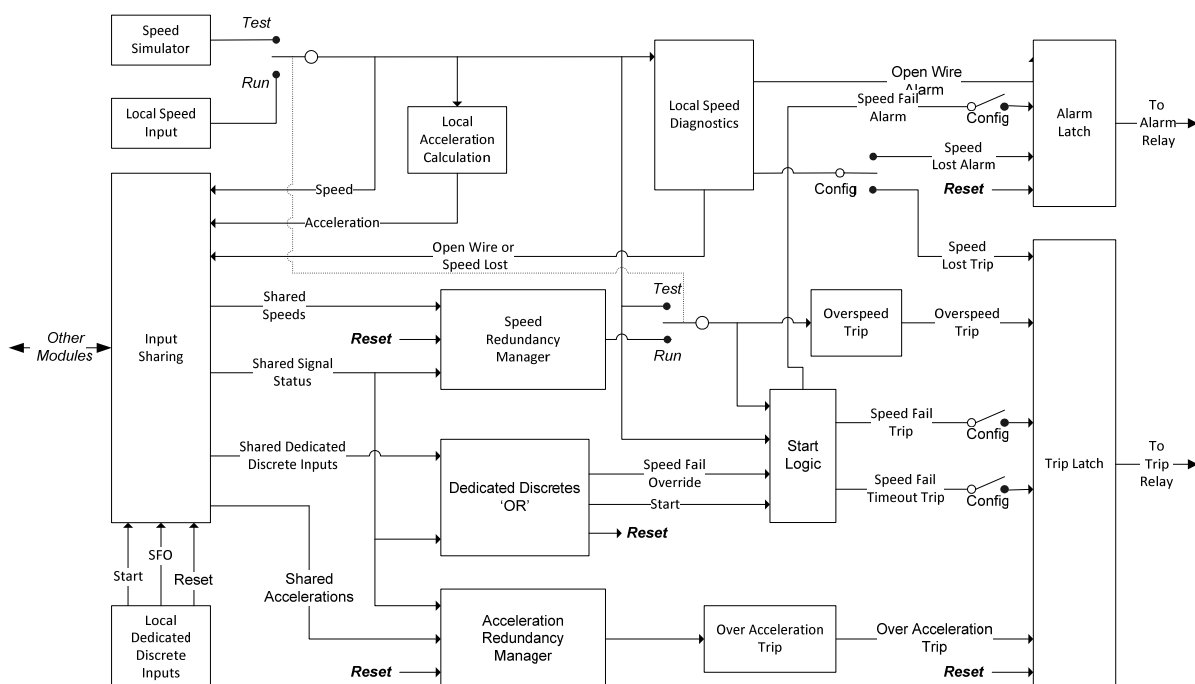 Speed
Simulator
Test
Run
Local Speed
Input
Local
Acceleration
Calculation
Local Speed
Diagnostics
Open Wire
Alarm
Speed Fail
Alarm
Config
Alarm
Latch
To
Alarm
Relay
Speed
Lost Alarm
Config
Reset
Speed
Acceleration
Open Wire or
Speed Lost
Speed
Lost Trip
Other
Modules
Input
Sharing
Shared
Speeds
Reset
Shared Signal
Status
Speed
Redundancy
Manager
Test
Run
Overspeed
Trip
Overspeed
Trip
Shared Dedicated
Discrete Inputs
Dedicated Discretes
‘OR’
Speed Fail
Override
Start
Reset
Start
Logic
Speed Fail
Trip
Config
Speed Fail
Timeout Trip
Config
Trip Latch
To
Trip
Relay
Start
SFO
Reset
Local
Dedicated
Discrete
Inputs
Shared
Accelerations
Reset
Acceleration
Redundancy
Manager
Over Acceleration
Trip
Over Acceleration
Trip
Reset